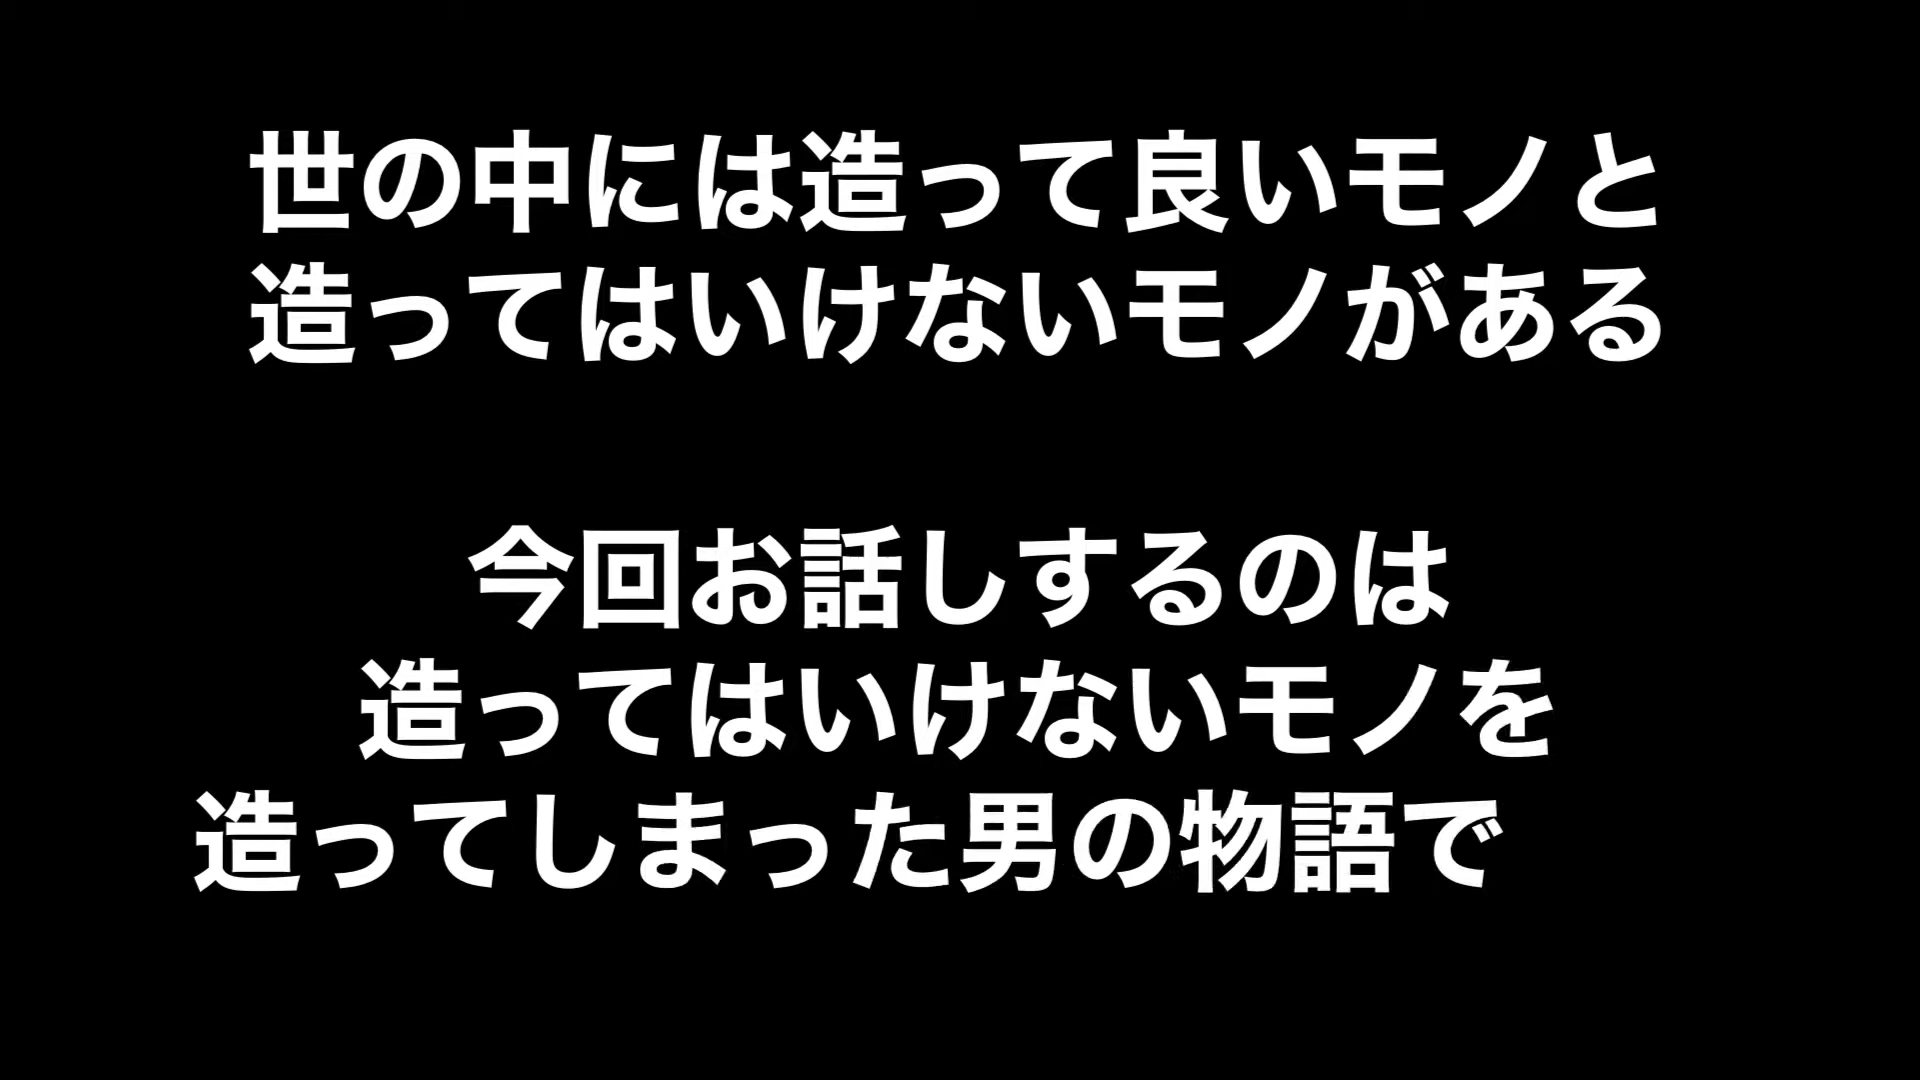 世の中には造って良いモノと
造ってはいけないモノがある
今回お話しするのは
造ってはいけないモノを
造ってしまった男の物語で